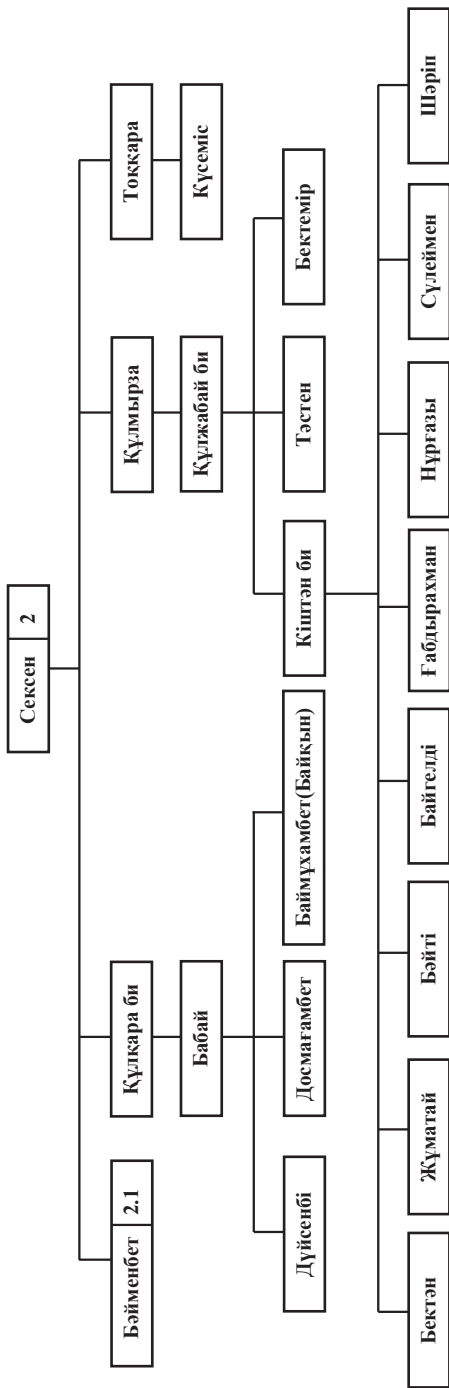 Сексен 2
Бәйменбет 2.1
Құлқара би
Құлмырза
Тоққара
Бабай
Құлжабай би
Күсеміс
Дүйсенбі
Досмағамбет
Баймұхамбет(Байқын)
Кіштән би
Тәстен
Бектемір
Бектән
Жұматай
Бәйті
Байгелді
Ғабдырахман
Нұрғазы
Сүлеймен
Шәріп